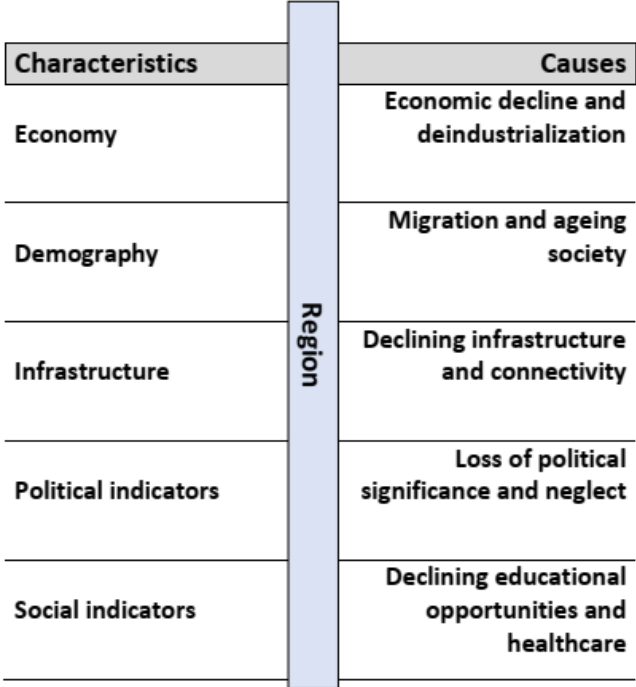 Characteristics
Causes
Economy
Economic decline and
deindustrialization
Demography
Migration and ageing
society
Region
Infrastructure
Declining infrastructure
and connectivity
Political indicators
Loss of political
significance and neglect
Social indicators
Declining educational
opportunities and
healthcare